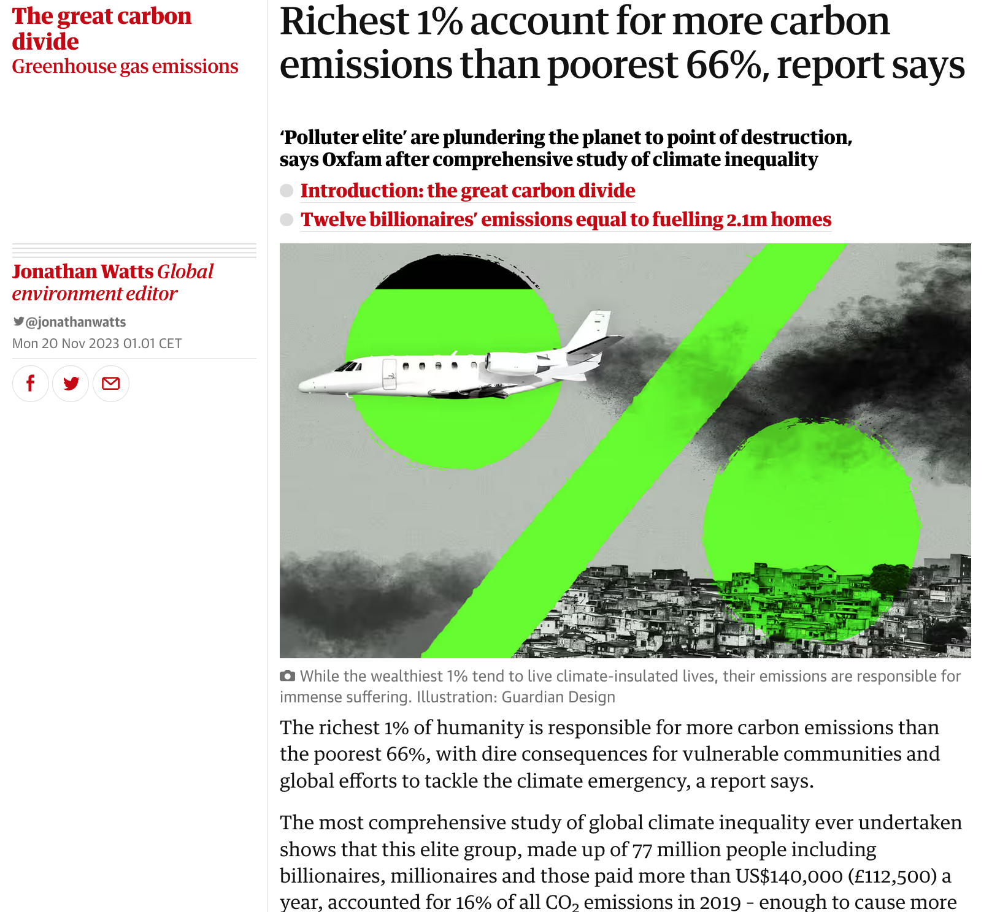 The great carbon
divide
Greenhouse gas emissions
Richest 1% account for more carbon
emissions than poorest 66%, report says
‘Polluter elite’ are plundering the planet to point of destruction,
says Oxfam after comprehensive study of climate inequality
Introduction: the great carbon divide
Twelve billionaires’ emissions equal to fuelling 2.1m homes
Jonathan Watts Global
environment editor
@jonathanwatts
Mon 20 Nov 2023 01.01 CET
While the wealthiest 1% tend to live climate-insulated lives, their emissions are responsible for
immense suffering. Illustration: Guardian Design
The richest 1% of humanity is responsible for more carbon emissions than
the poorest 66%, with dire consequences for vulnerable communities and
global efforts to tackle the climate emergency, a report says.
The most comprehensive study of global climate inequality ever undertaken
shows that this elite group, made up of 77 million people including
billionaires, millionaires and those paid more than US$140,000 (£112,500) a
year, accounted for 16% of all CO₂ emissions in 2019 – enough to cause more